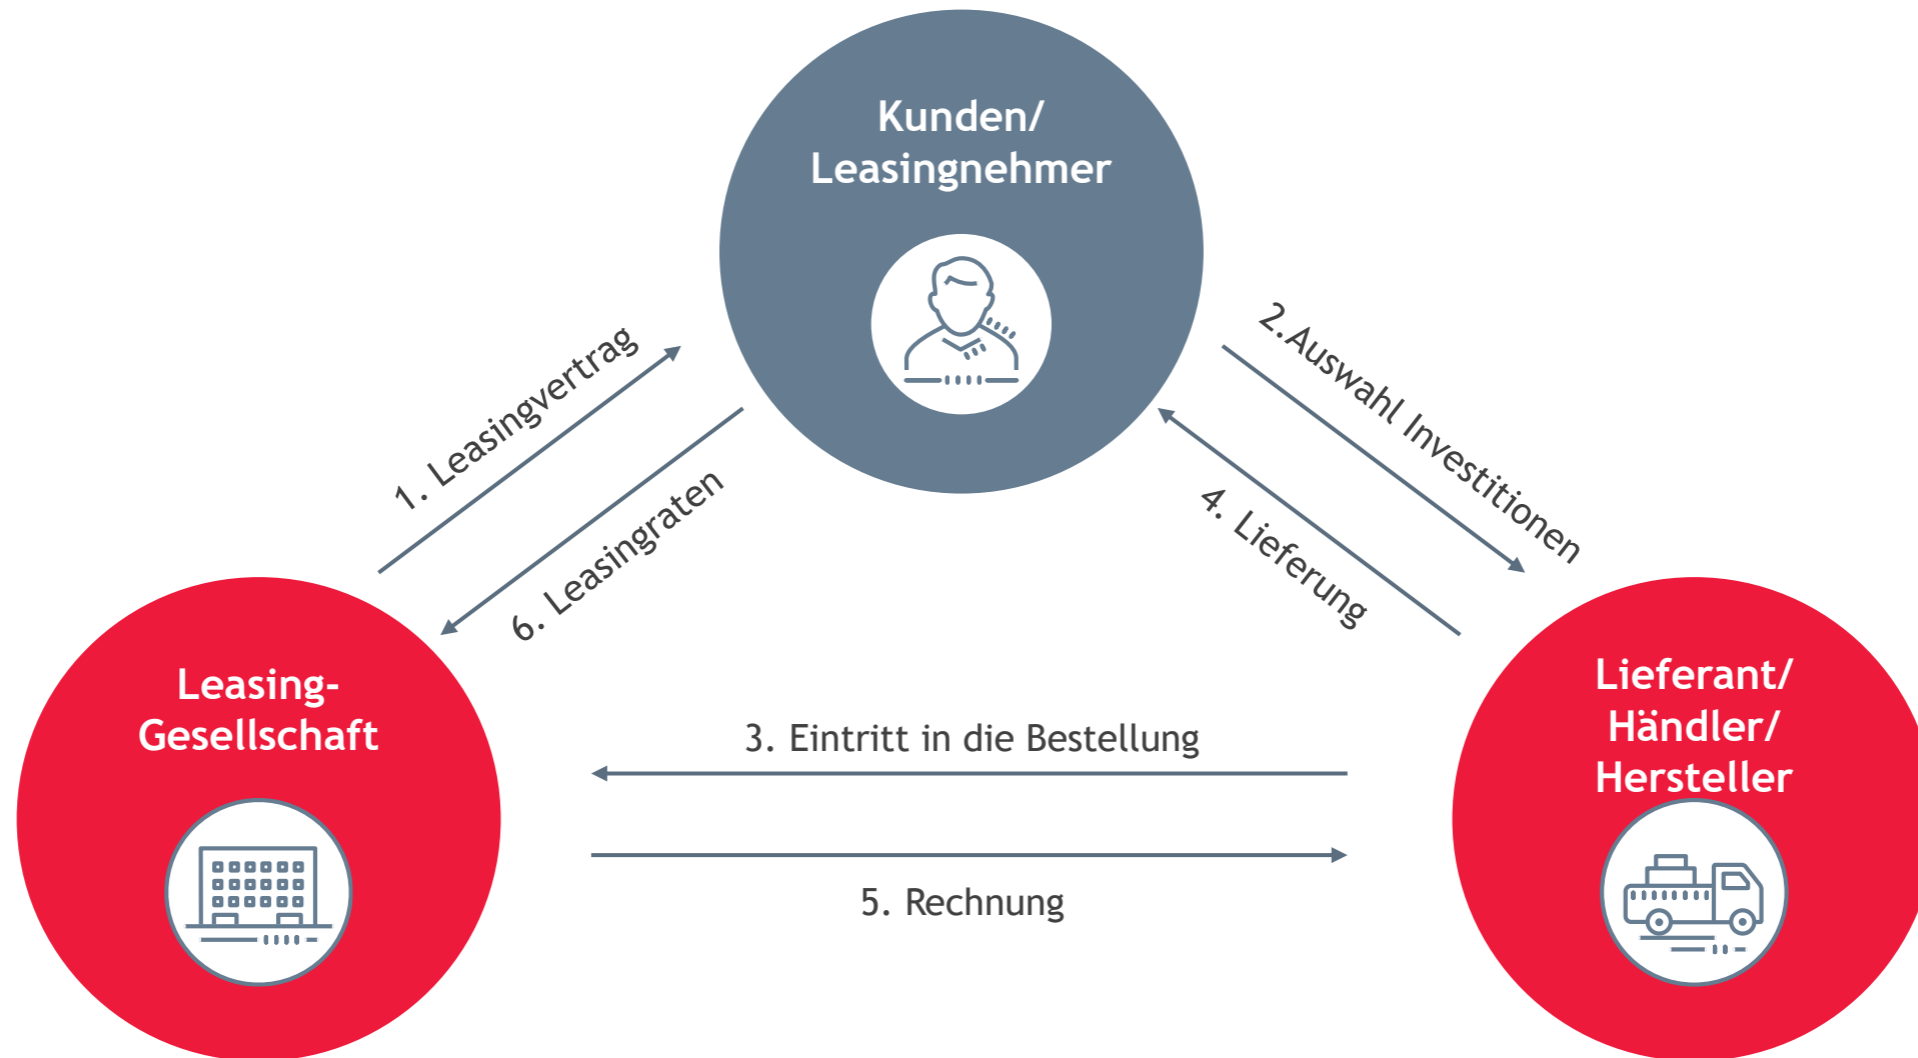 Kunden/
Leasingnehmer
1. Leasingvertrag
2.Auswahl Investitionen
6. Leasingraten
4. Lieferung
Leasing-
Gesellschaft
3. Eintritt in die Bestellung
5. Rechnung
Lieferant/
Händler/
Hersteller